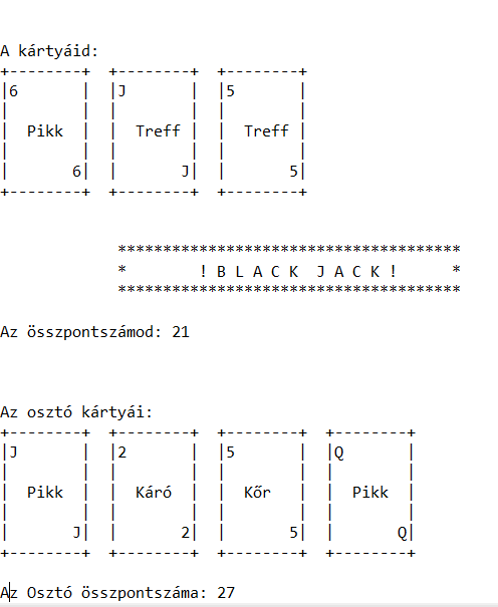 A kártyáid:
+--------+  +--------+  +--------+
|6       |  |J       |  |5       |
|        |  |        |  |        |
|  Pikk  |  |  Treff |  |  Treff |
|        |  |        |  |        |
|       6|  |       J|  |       5|
+--------+  +--------+  +--------+
**************************************
*        ! B L A C K  J A C K !      *
**************************************
Az összpontszámod: 21
Az osztó kártyái:
+--------+  +--------+  +--------+  +--------+
|J       |  |2       |  |5       |  |Q       |
|        |  |        |  |        |  |        |
|  Pikk  |  |  Káró  |  |  Kőr   |  |  Pikk  |
|        |  |        |  |        |  |        |
|       J|  |       2|  |       5|  |       Q|
+--------+  +--------+  +--------+  +--------+
Az Osztó összpontszáma: 27